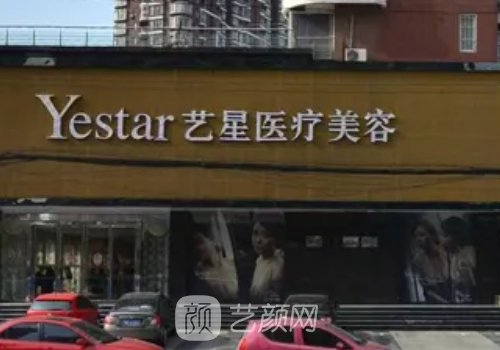 Yestar 艺星医疗美容
颜 艺颜网